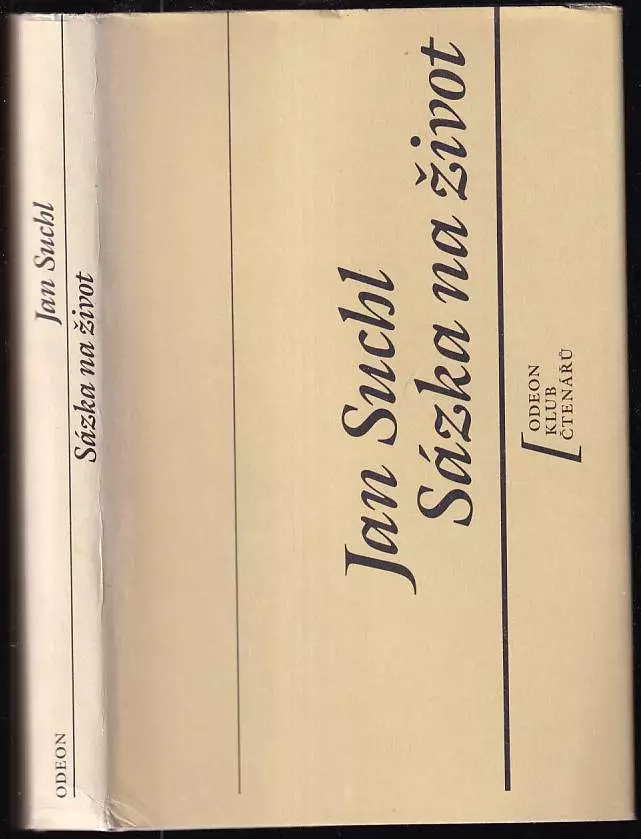 Jan Suchl
Sázka na život
ODEON
Jan Suchl
Sázka na život
ODEON
KLUB
ČTENÁŘŮ